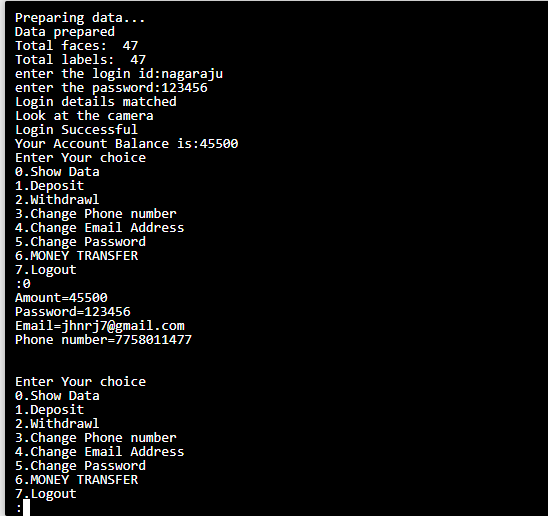 Preparing data...
Data prepared
Total faces:  47
Total labels:  47
enter the login id:nagaraju
enter the password:123456
Login details matched
Look at the camera
Login Successful
Your Account Balance is:45500
Enter Your choice
0.Show Data
1.Deposit
2.Withdrawl
3.Change Phone number
4.Change Email Address
5.Change Password
6.MONEY TRANSFER
7.Logout
:0
Amount=45500
Password=123456
Email=jhnrj7@gmail.com
Phone number=7758011477
Enter Your choice
0.Show Data
1.Deposit
2.Withdrawl
3.Change Phone number
4.Change Email Address
5.Change Password
6.MONEY TRANSFER
7.Logout
: